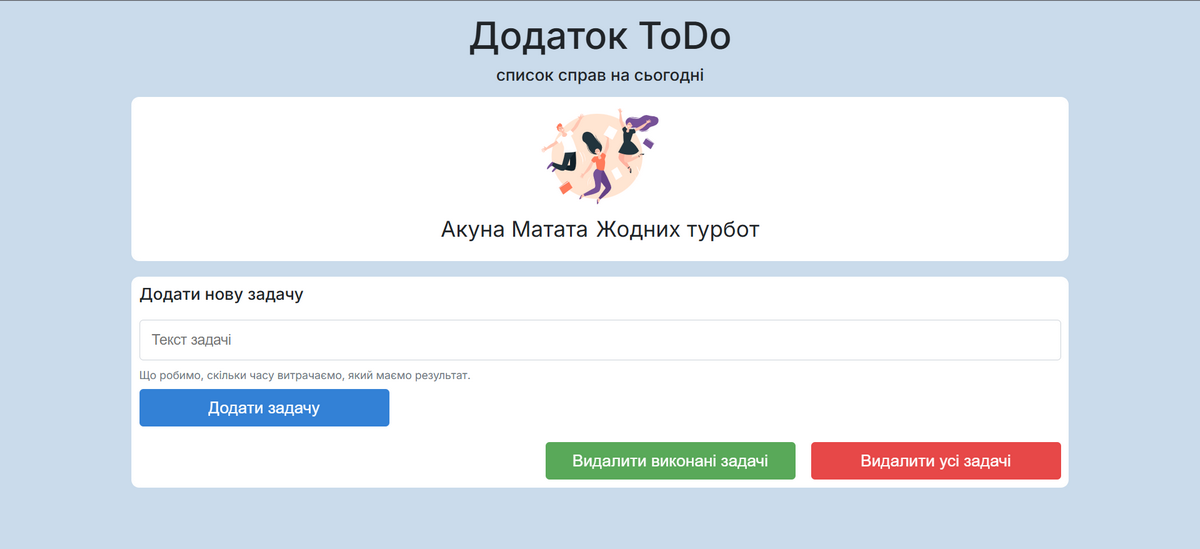 Додаток ToDo
список справ на сьогодні
Акуна Матата Жодних турбот
Додати нову задачу
Текст задачі
Що робимо, скільки часу витрачаємо, який маємо результат.
Додати задачу
Видалити виконані задачі
Видалити усі задачі